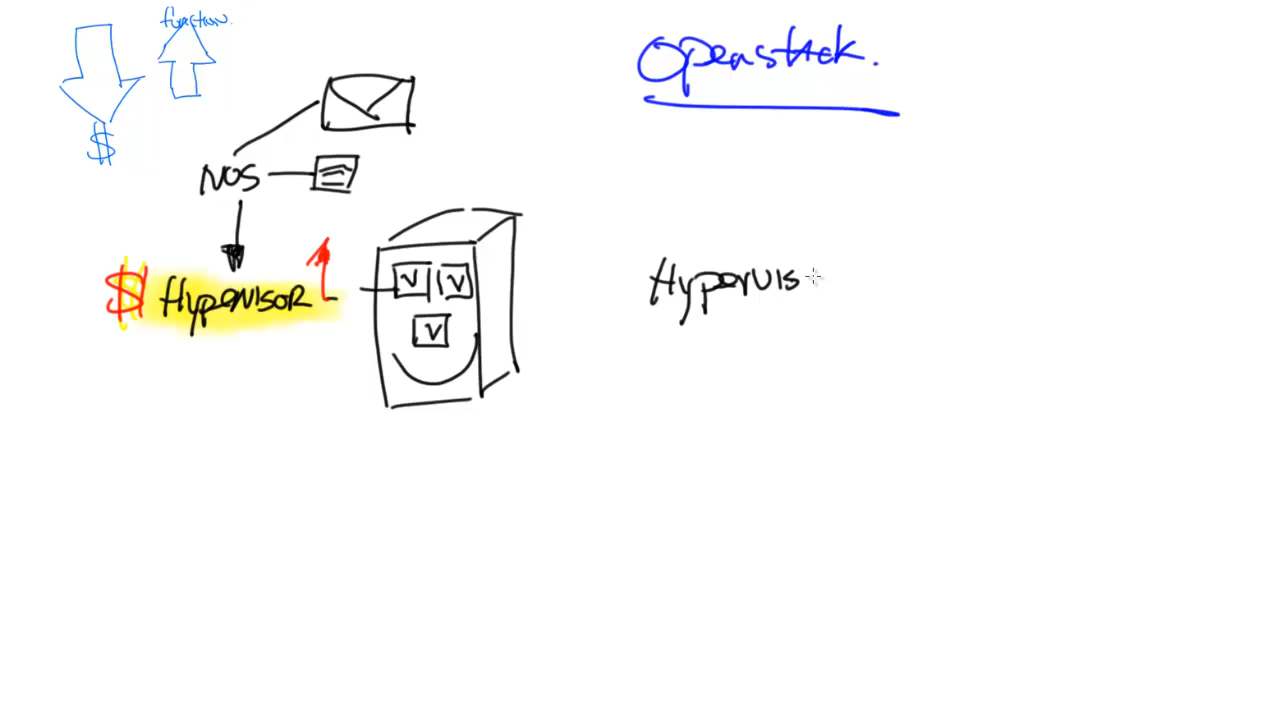 function.
$
Openstack.
NOS
$ Hypervisor
V V
V
Hypervis